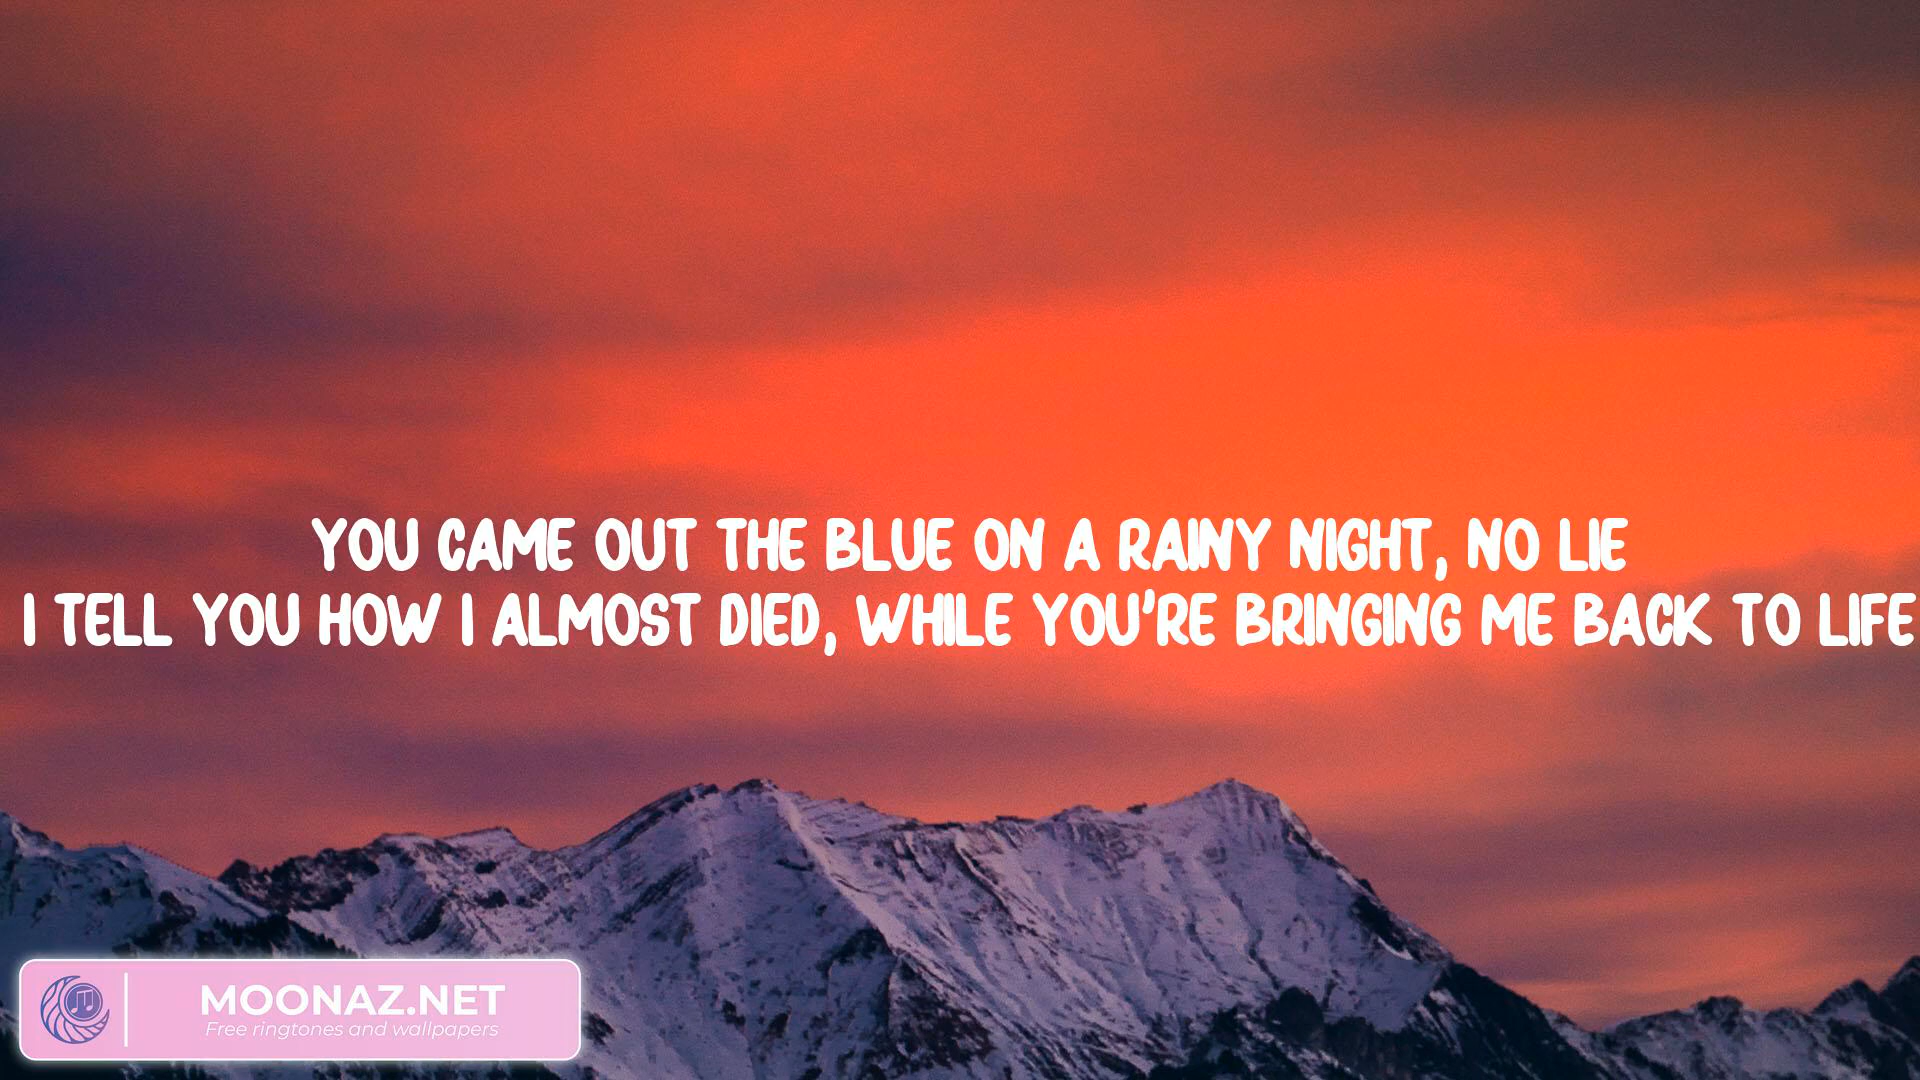 YOU CAME OUT THE BLUE ON A RAINY NIGHT, NO LIE
I TELL YOU HOW I ALMOST DIED, WHILE YOU'RE BRINGING ME BACK TO LIFE
MOONAZ.NET
Free ringtones and wallpapers